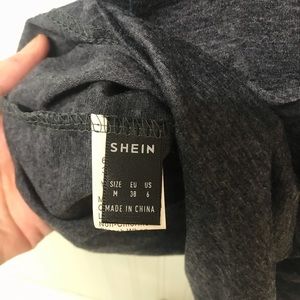 SHEIN
SIZE EU US
M 38 6
MADE IN CHINA